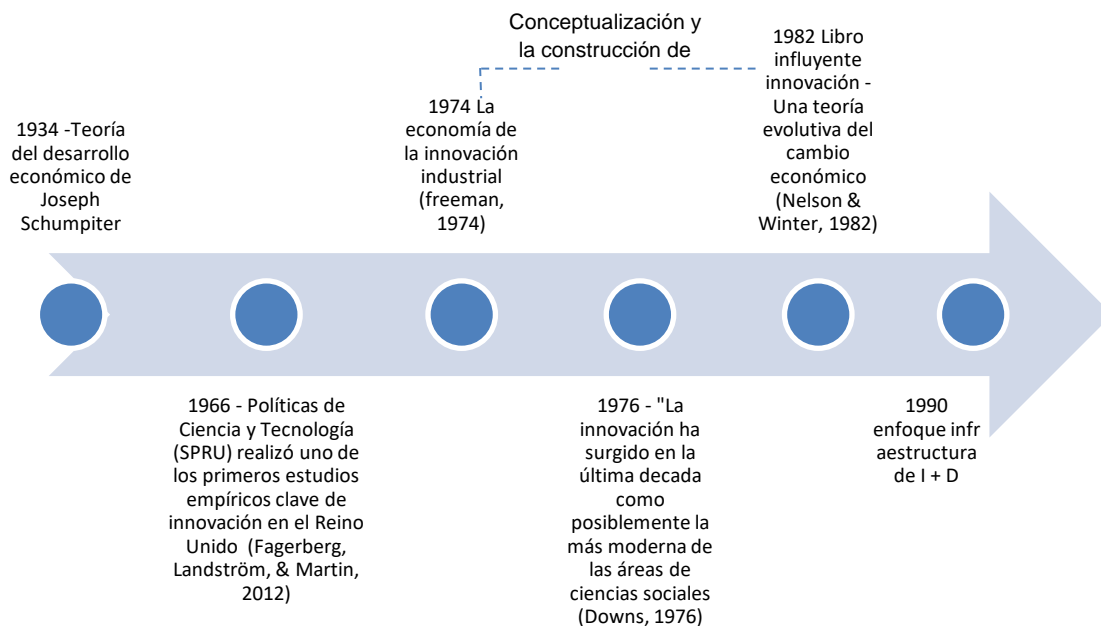 Conceptualización y
la construcción de
1934 -Teoría
del desarrollo
económico de
Joseph
Schumpiter
1974 La
economía de
la innovación
industrial
(freeman,
1974)
1982 Libro
influyente
innovación -
Una teoría
evolutiva del
cambio
económico
(Nelson &
Winter, 1982)
1966 - Políticas de
Ciencia y Tecnología
(SPRU) realizó uno de
los primeros estudios
empíricos clave de
innovación en el Reino
Unido (Fagerberg,
Landström, & Martin,
2012)
1976 - "La
innovación ha
surgido en la
última decada
como
posiblemente la
más moderna de
las áreas de
ciencias sociales
(Downs, 1976)
1990
enfoque infr
aestructura
de I + D